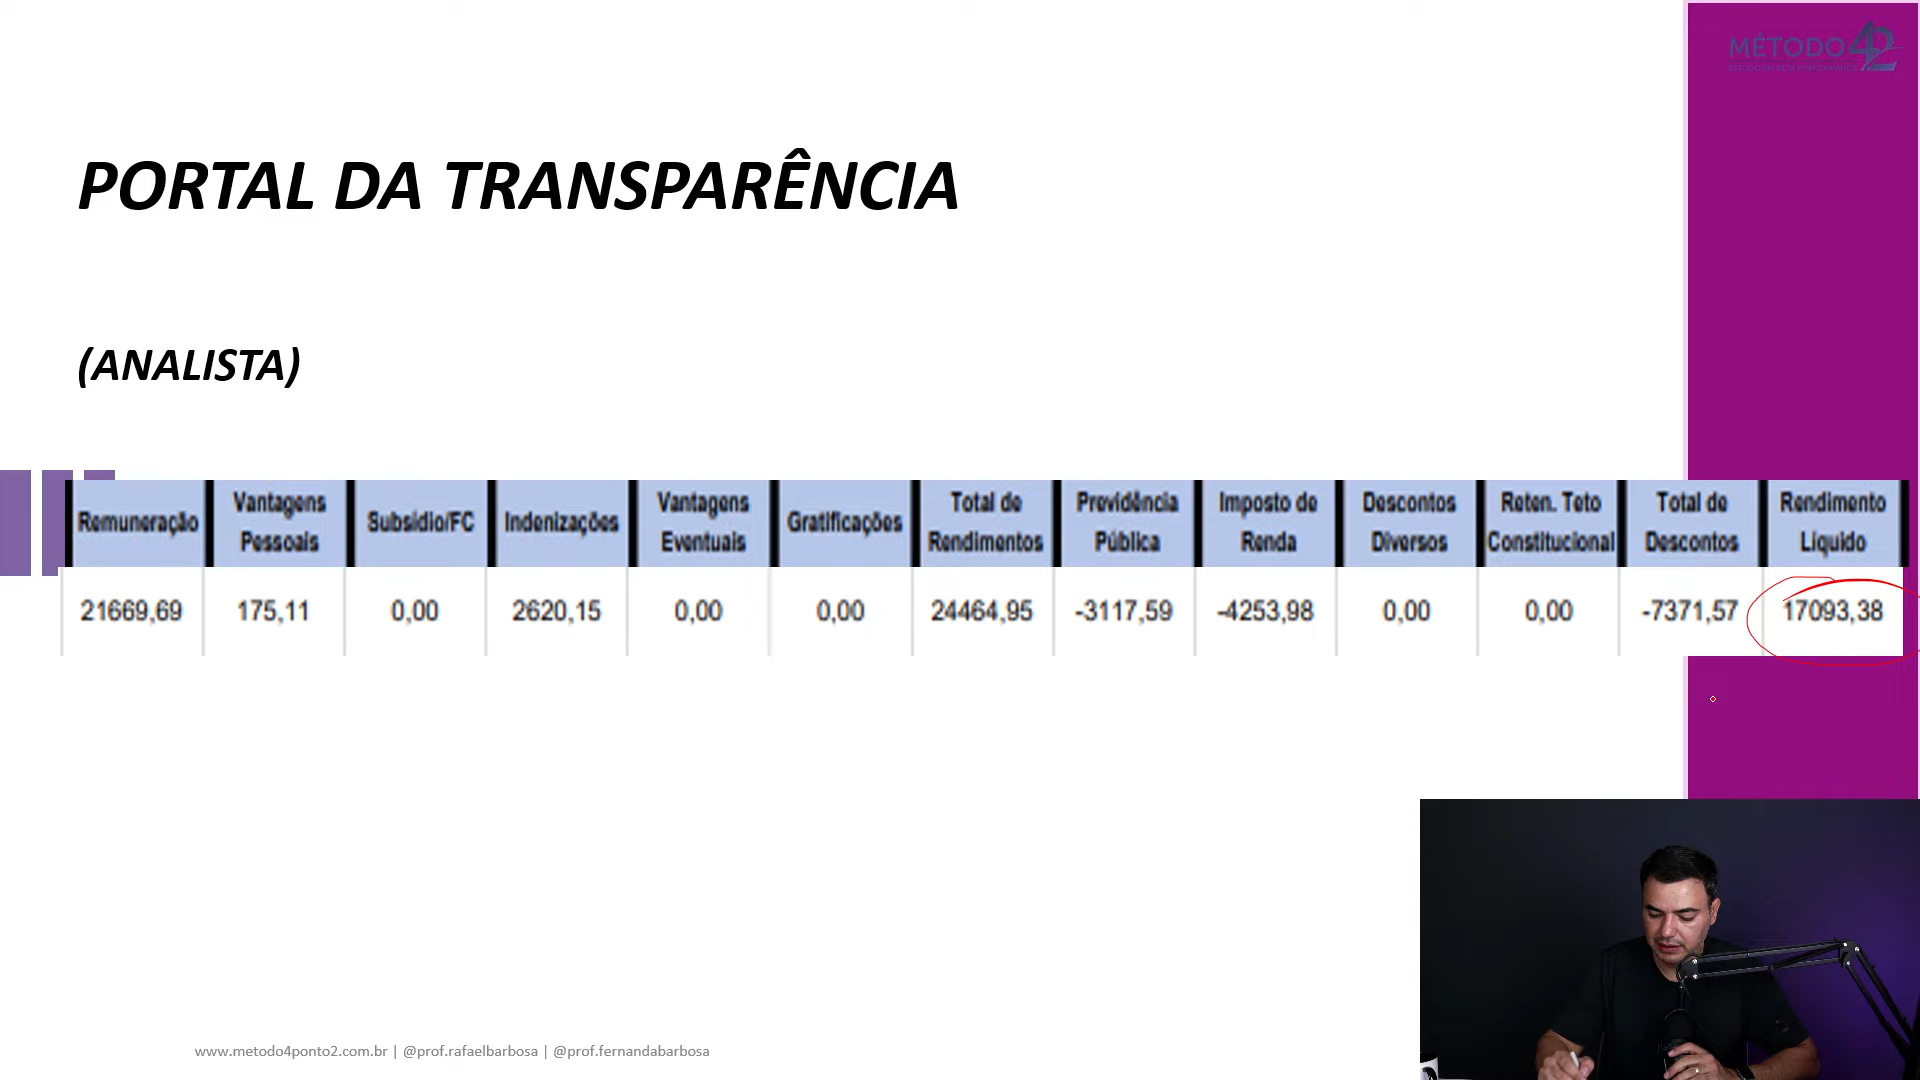 MÉTODO 42
PORTAL DA TRANSPARÊNCIA
(ANALISTA)
Remuneração Vantagens Pessoais Subsídio/FC Indenizações Vantagens Eventuais Gratificações Total de Rendimentos Previdência Pública Imposto de Renda Descontos Diversos Reten. Teto Constitucional Total de Descontos Rendimento Líquido
21669,69 175,11 0,00 2620,15 0,00 0,00 24464,95 -3117,59 -4253,98 0,00 0,00 -7371,57 17093,38
www.metodo4ponto2.com.br | @prof.rafaelbarbosa | @prof.fernandabarbosa